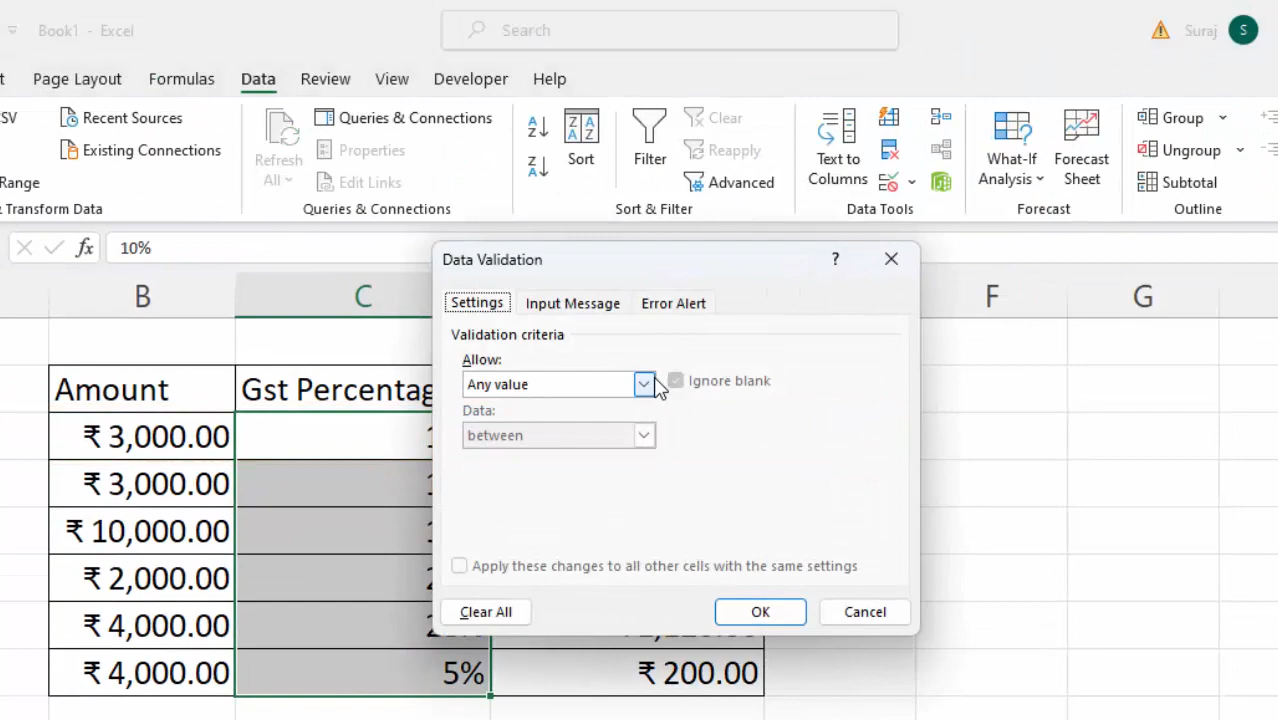 Book1 - Excel
Search
Suraj
S
Page Layout
Formulas
Data
Review
View
Developer
Help
Recent Sources
Existing Connections
Range
Transform Data
Refresh
All
Queries & Connections
Properties
Edit Links
Queries & Connections
Sort
Filter
Clear
Reapply
Advanced
Sort & Filter
Text to
Columns
Data Tools
What-If
Analysis
Forecast
Sheet
Forecast
Group
Ungroup
Subtotal
Outline
fx
10%
B
C
F
G
Data Validation
?
Settings
Input Message
Error Alert
Validation criteria
Allow:
Any value
Ignore blank
Data:
between
Apply these changes to all other cells with the same settings
Clear All
OK
Cancel
Amount
Gst Percentag
₹ 3,000.00
₹ 3,000.00
₹ 10,000.00
₹ 2,000.00
₹ 4,000.00
₹ 4,000.00
5%
₹ 200.00